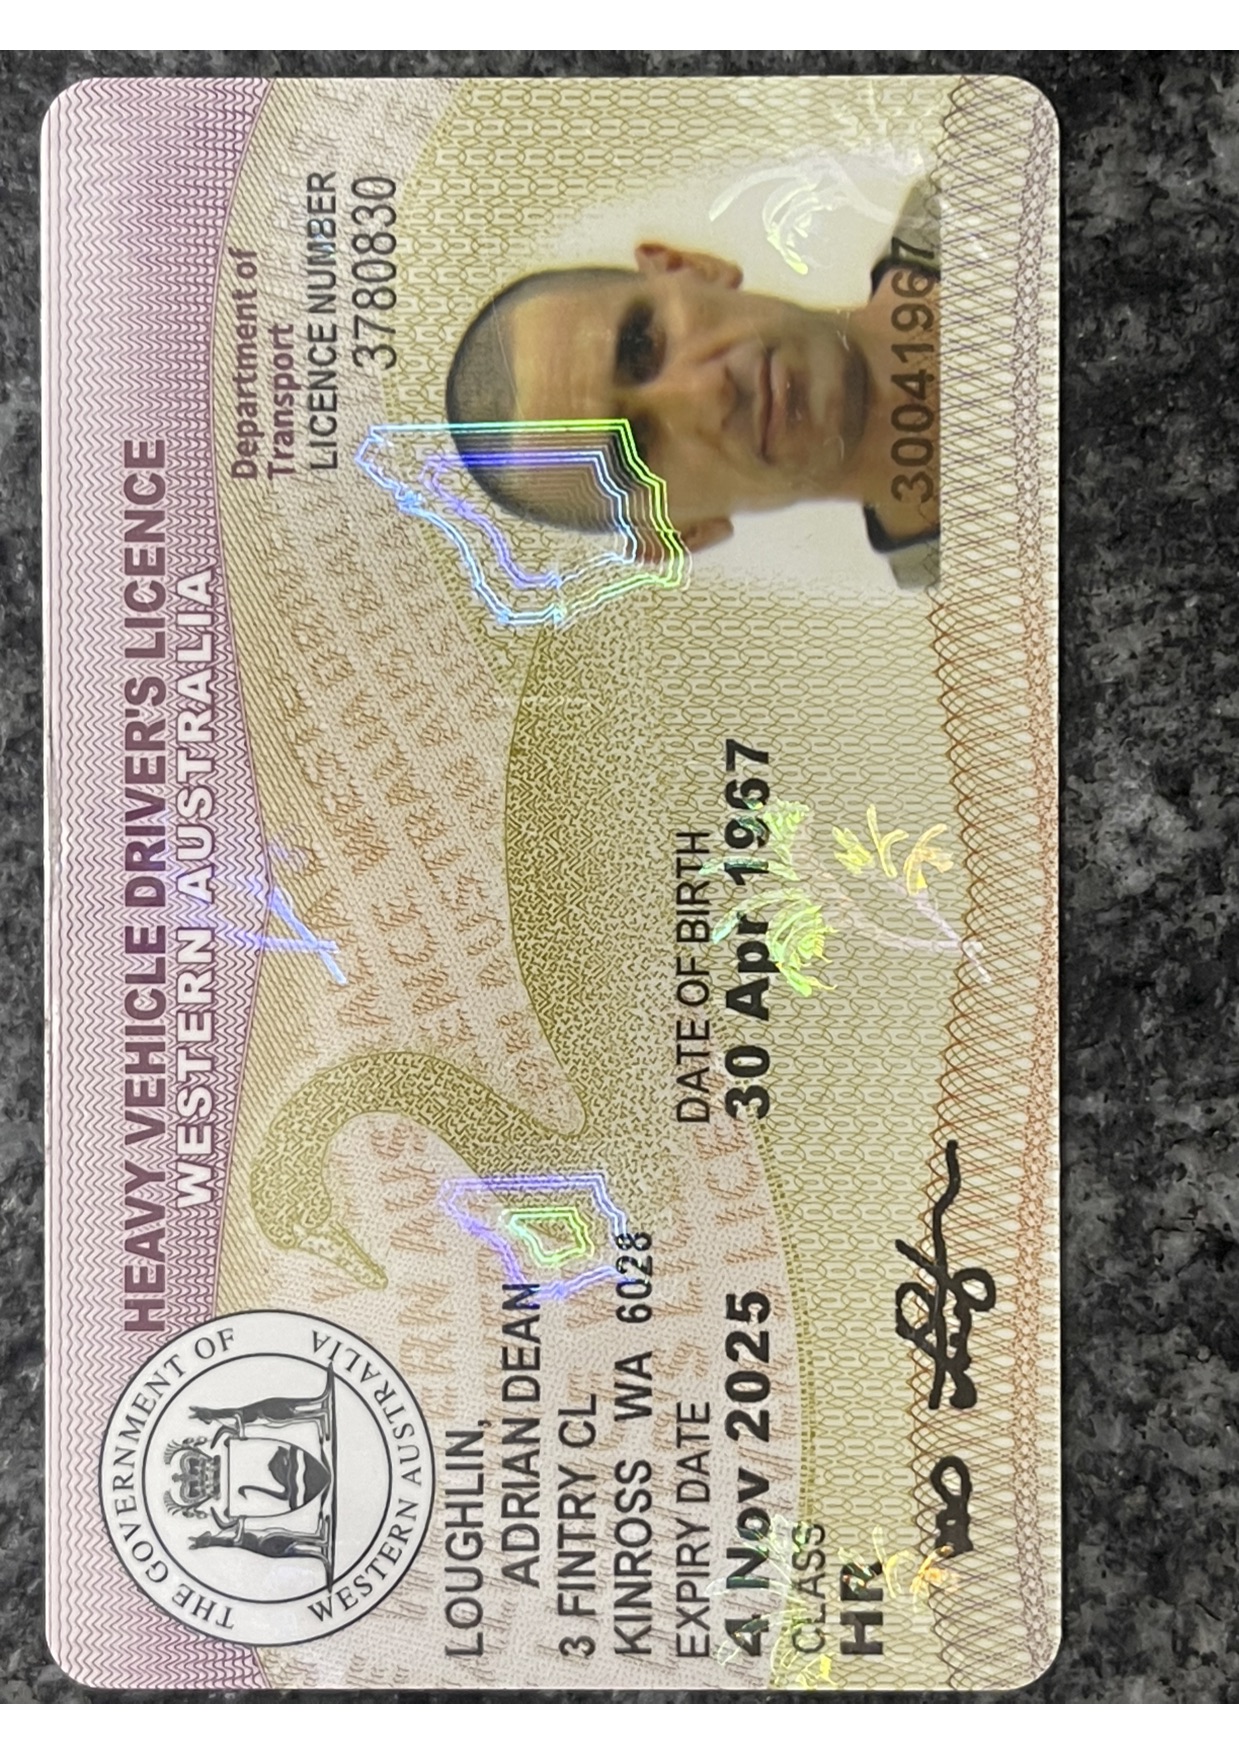 HEAVY VEHICLE DRIVER'S LICENCE
WESTERN AUSTRALIA
THE GOVERNMENT OF
WESTERN AUSTRALIA
Department of
Transport
LICENCE NUMBER
3780830
LOUGHLIN,
ADRIAN DEAN
3 FINTRY CL
KINROSS WA 6028
EXPIRY DATE
4 Nov 2025
DATE OF BIRTH
30 Apr 1967
CLASS
HR
30041967